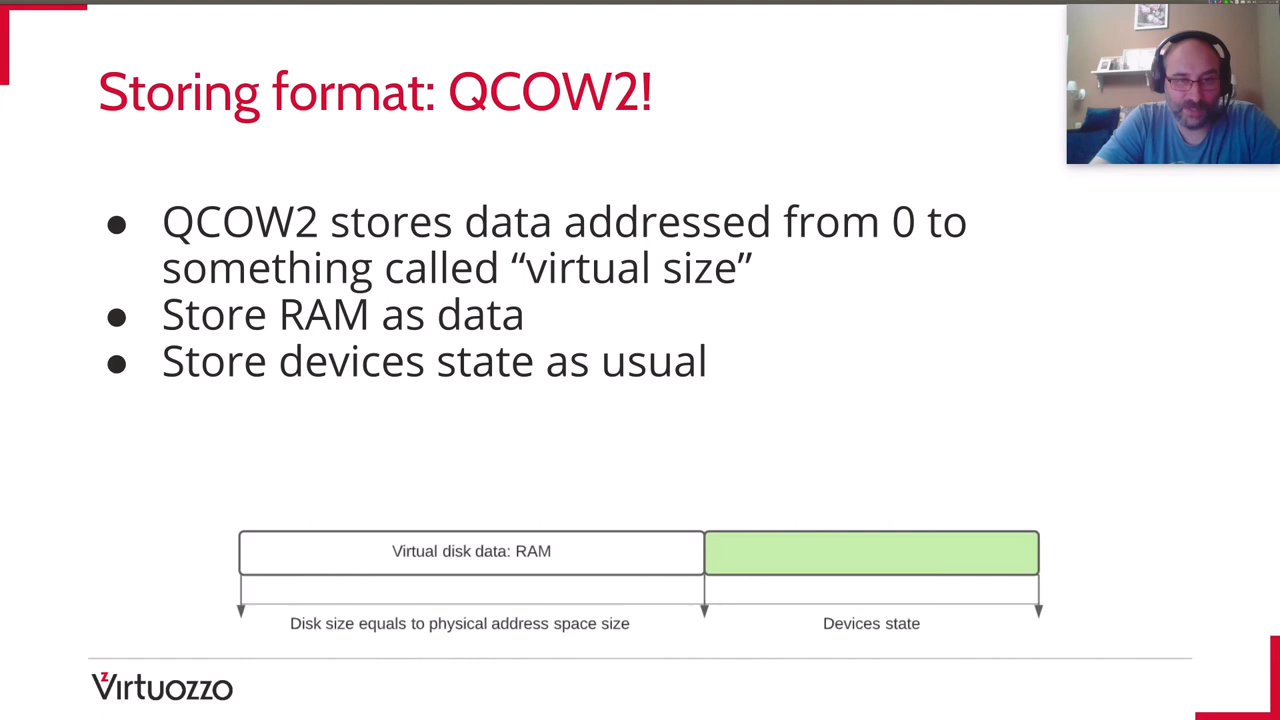 Storing format: QCOW2!
● QCOW2 stores data addressed from 0 to
something called “virtual size”
● Store RAM as data
● Store devices state as usual
Virtual disk data: RAM
Disk size equals to physical address space size
Devices state
Virtuozzo